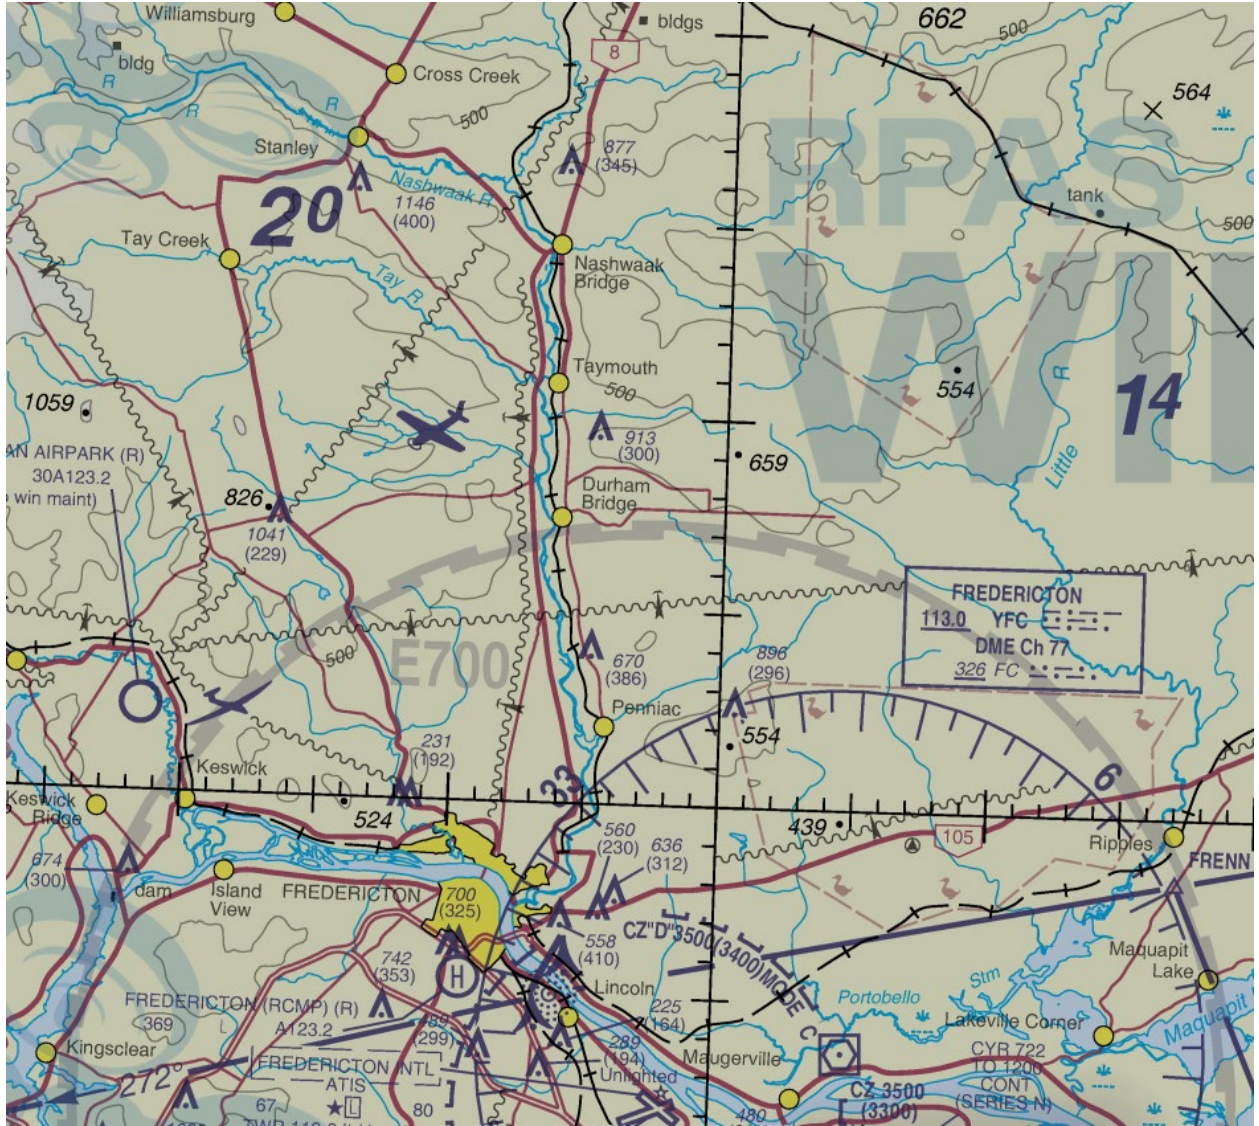 Williamsburg
bldg
bldgs
662
8
Cross Creek
564
500
Stanley
R
R
R
877
(345)
RPAS
Nashwaak R
1146
(400)
tank
500
20
Tay Creek
Nashwaak
Bridge
Tay R
WI
Taymouth
500
554
R
14
1059
913
(300)
659
Little
AN AIRPARK (R)
30A123.2
win maint)
826
Durham
Bridge
1041
(229)
FREDERICTON
113.0 YFC
DME Ch 77
326 FC
500
E700
670
(386)
896
(296)
Penniac
554
231
(192)
Keswick
33
6
Keswick
Ridge
524
439
105
560
(230)
636
(312)
Ripples
674
(300)
FRENN
dam
Island
View
FREDERICTON
700
(325)
CZ"D"3500(3400)MODE C
558
(410)
742
(353)
Maquapit
Lake
H
Lincoln
Stm
Portobello
FREDERICTON (RCMP) (R)
369
A123.2
225
(164)
Lakeville Corner
Maquapit
Kingsclear
(299)
289
(194)
Maugerville
Unlighted
CYR 722
TO 1200
CONT
(SERIES N)
272°
FREDERICTON INTL
ATIS
CZ 3500
(3300)
67
L
80
480